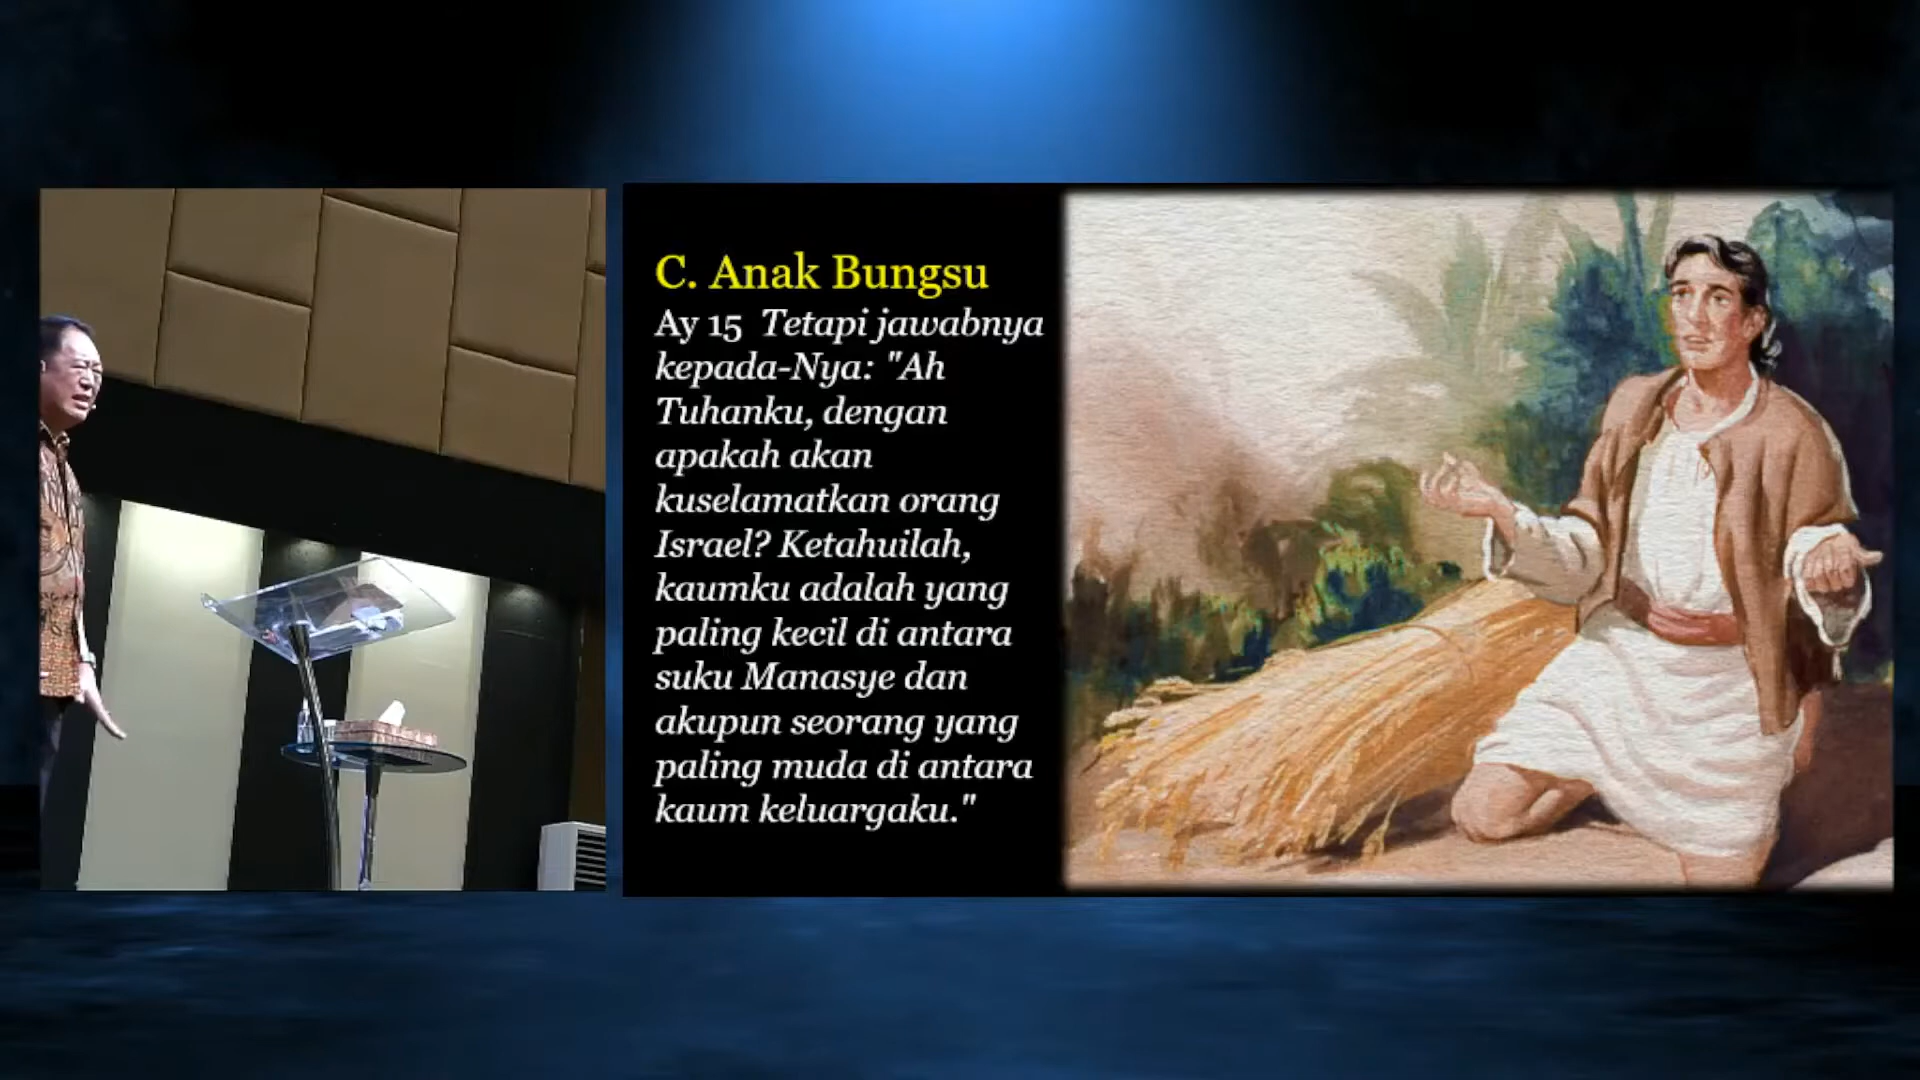 C. Anak Bungsu
Ay 15 Tetapi jawabnya
kepada-Nya: "Ah
Tuhanku, dengan
apakah akan
kuselamatkan orang
Israel? Ketahuilah,
kaumku adalah yang
paling kecil di antara
suku Manasye dan
akupun seorang yang
paling muda di antara
kaum keluargaku."